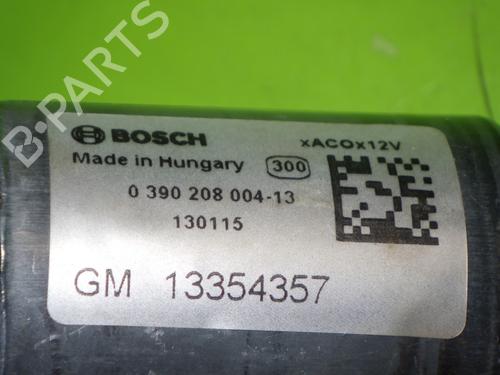 BOSCH xACOx12V
Made in Hungary 300
0 390 208 004-13
130115
GM 13354357
B-PARTS